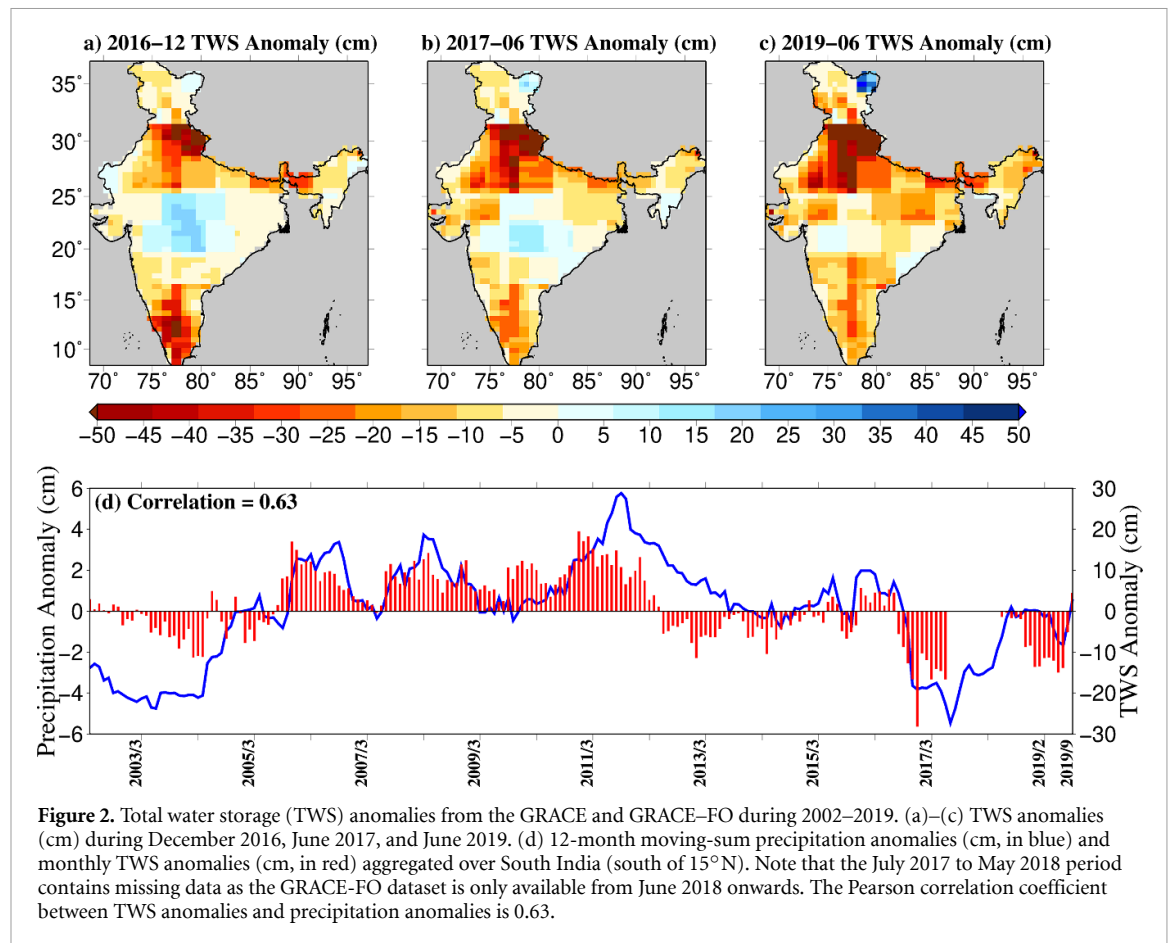 a) 2016−12 TWS Anomaly (cm)
b) 2017−06 TWS Anomaly (cm)
c) 2019−06 TWS Anomaly (cm)
35˚
30˚
25˚
20˚
15˚
10˚
70˚ 75˚ 80˚ 85˚ 90˚ 95˚
70˚ 75˚ 80˚ 85˚ 90˚ 95˚
70˚ 75˚ 80˚ 85˚ 90˚ 95˚
−50 −45 −40 −35 −30 −25 −20 −15 −10 −5 0 5 10 15 20 25 30 35 40 45 50
(d) Correlation = 0.63
Precipitation Anomaly (cm)
6
4
2
0
−2
−4
−6
TWS Anomaly (cm)
30
20
10
0
−10
−20
−30
2003/3
2005/3
2007/3
2009/3
2011/3
2013/3
2015/3
2017/3
2019/2
2019/9
Figure 2. Total water storage (TWS) anomalies from the GRACE and GRACE–FO during 2002–2019. (a)–(c) TWS anomalies
(cm) during December 2016, June 2017, and June 2019. (d) 12-month moving-sum precipitation anomalies (cm, in blue) and
monthly TWS anomalies (cm, in red) aggregated over South India (south of 15°N). Note that the July 2017 to May 2018 period
contains missing data as the GRACE-FO dataset is only available from June 2018 onwards. The Pearson correlation coefficient
between TWS anomalies and precipitation anomalies is 0.63.